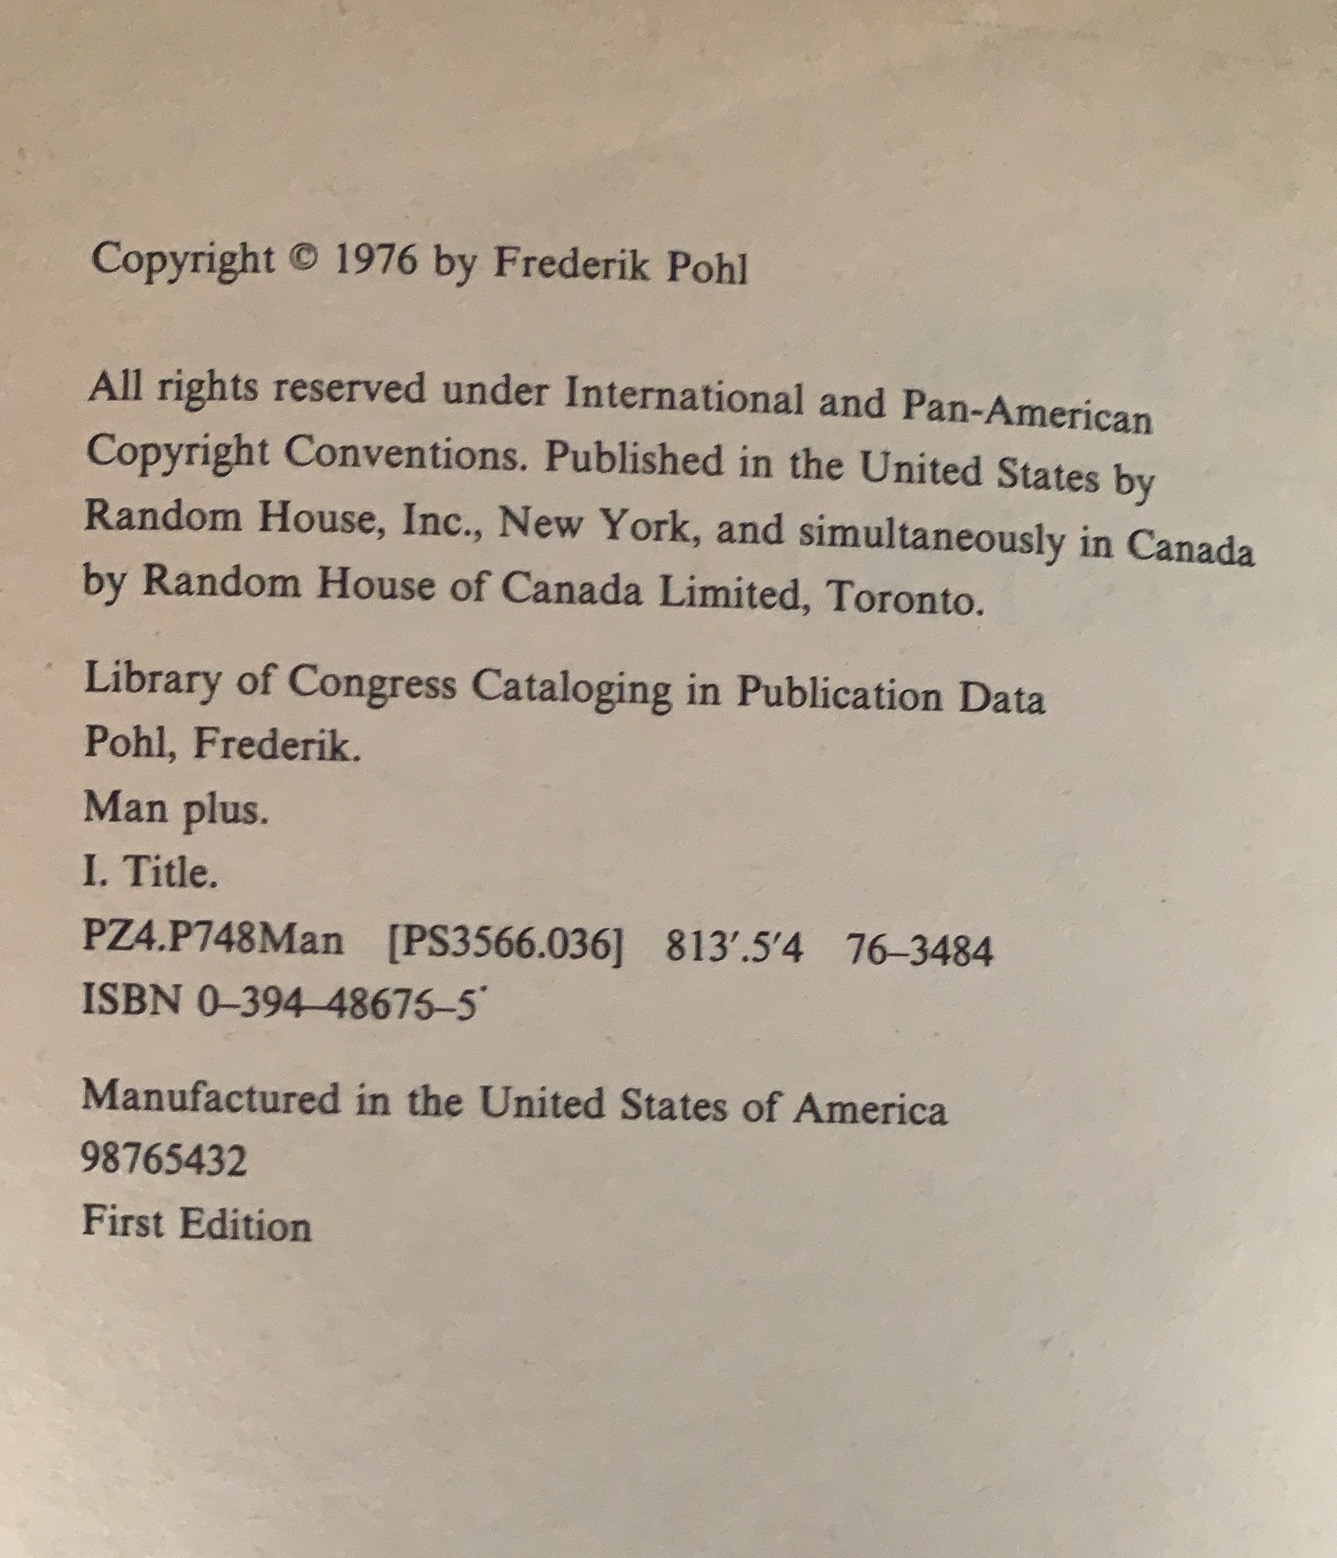 Copyright © 1976 by Frederik Pohl
All rights reserved under International and Pan-American
Copyright Conventions. Published in the United States by
Random House, Inc., New York, and simultaneously in Canada
by Random House of Canada Limited, Toronto.
Library of Congress Cataloging in Publication Data
Pohl, Frederik.
Man plus.
I. Title.
PZ4.P748Man [PS3566.036] 813′.5′4 76–3484
ISBN 0–394–48676–5
Manufactured in the United States of America
98765432
First Edition